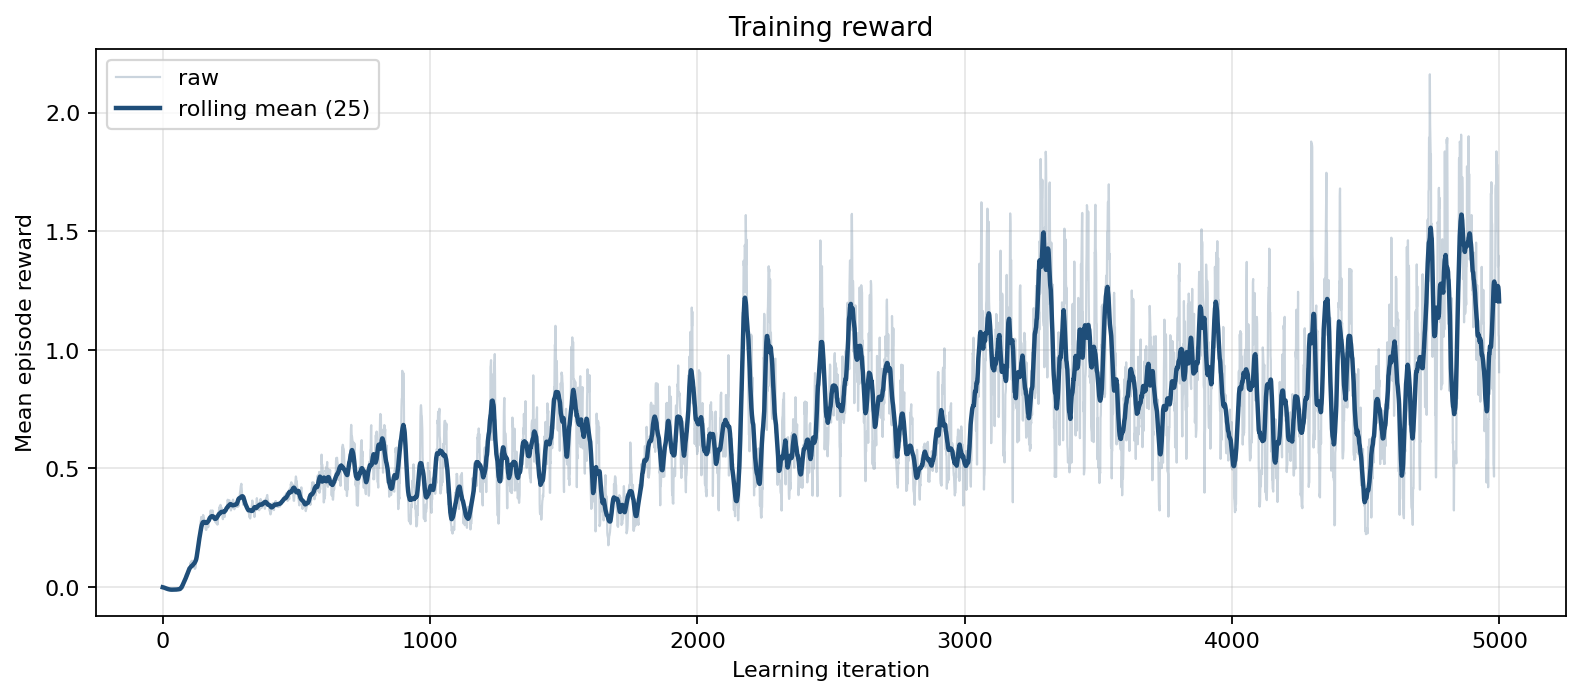 Training reward
raw
rolling mean (25)
Mean episode reward
2.0
1.5
1.0
0.5
0.0
0 1000 2000 3000 4000 5000
Learning iteration